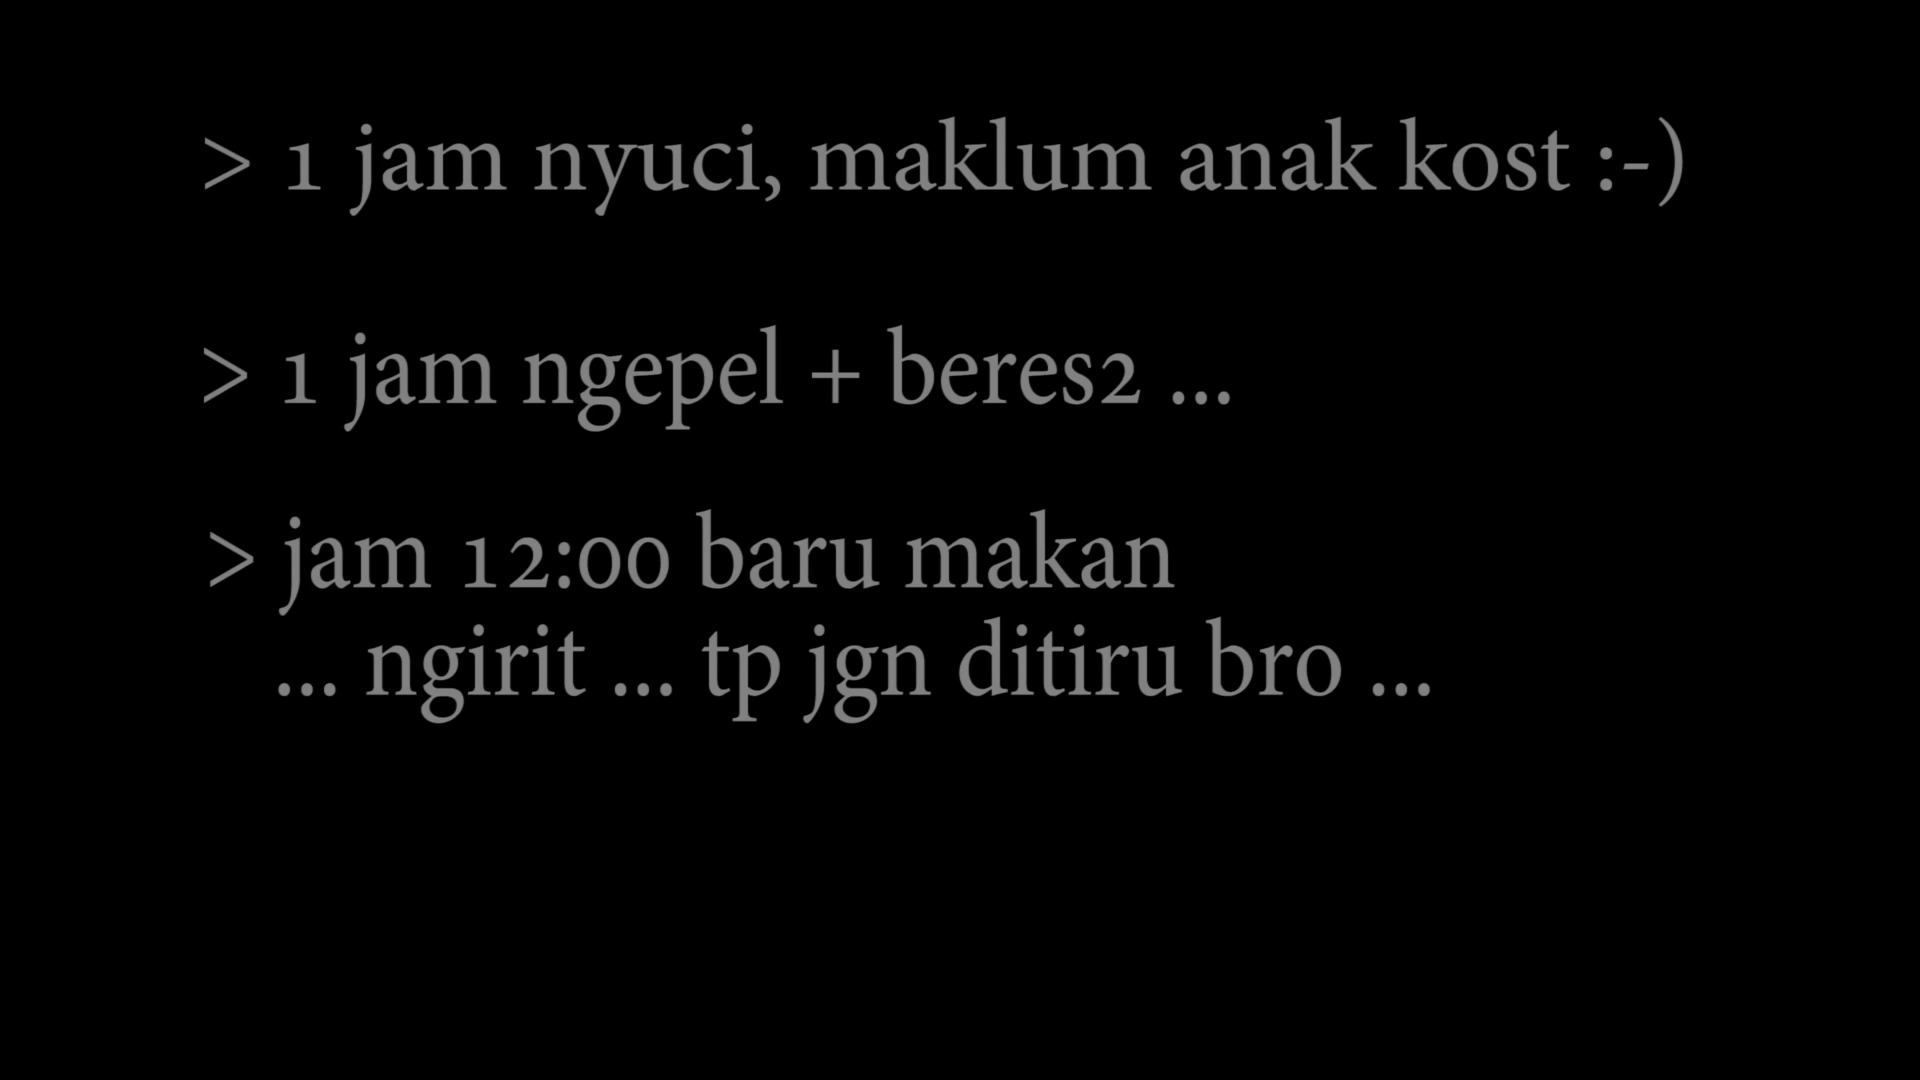 > 1 jam nyuci, maklum anak kost :-)
> 1 jam ngepel + beres2 ...
> jam 12:00 baru makan
... ngirit ... tp jgn ditiru bro ...